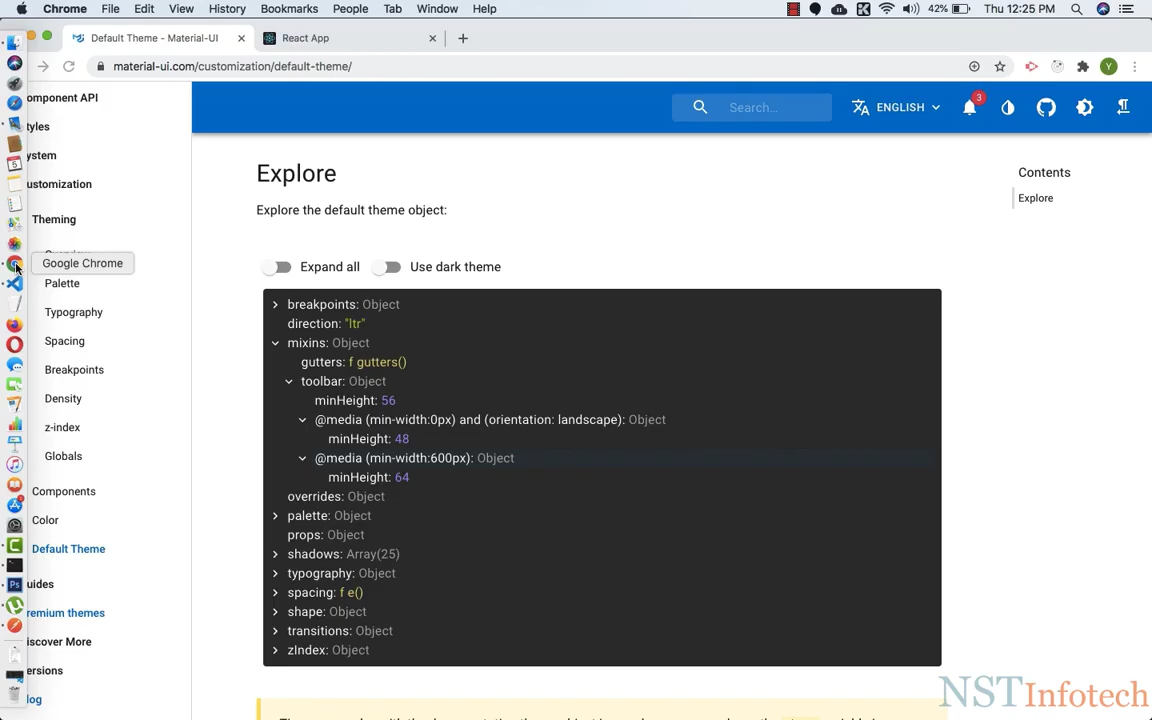 Chrome File Edit View History Bookmarks People Tab Window Help 42% Thu 12:25 PM
Default Theme - Material-UI
React App
material-ui.com/customization/default-theme/
Y
omponent API
tyles
ystem
ustomization
Theming
Google Chrome
Palette
Typography
Spacing
Breakpoints
Density
z-index
Globals
Components
Color
Default Theme
uides
remium themes
iscover More
ersions
log
Search…
ENGLISH
3
Explore
Explore the default theme object:
Expand all
Use dark theme
breakpoints: Object
direction: "ltr"
mixins: Object
gutters: f gutters()
toolbar: Object
minHeight: 56
@media (min-width:0px) and (orientation: landscape): Object
minHeight: 48
@media (min-width:600px): Object
minHeight: 64
overrides: Object
palette: Object
props: Object
shadows: Array(25)
typography: Object
spacing: f e()
shape: Object
transitions: Object
zIndex: Object
Contents
Explore
NSTInfotech